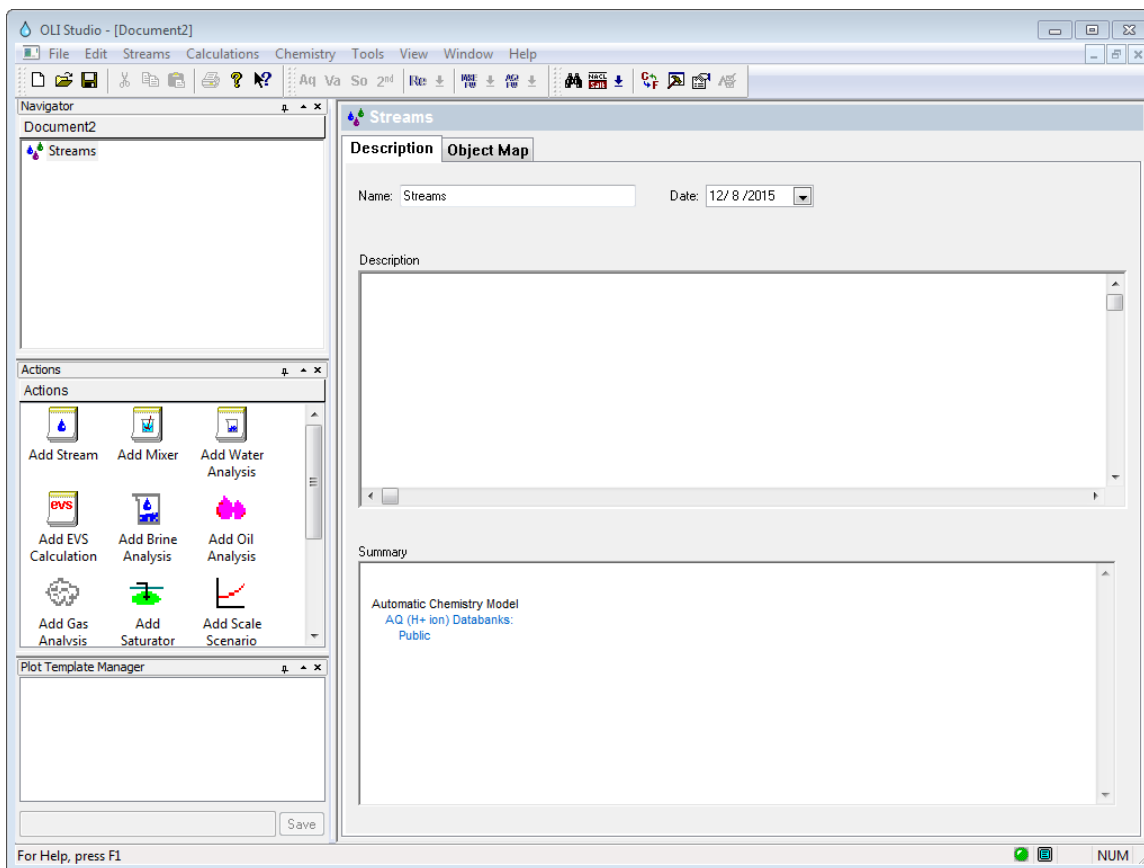 OLI Studio - [Document2]
File Edit Streams Calculations Chemistry Tools View Window Help
Aq Va So 2nd
Navigator
Document2
Streams
Streams
Description Object Map
Name: Streams Date: 12/ 8 /2015
Description
Actions
Actions
Add Stream Add Mixer Add Water
Analysis
evs
Add EVS Add Brine Add Oil
Calculation Analysis Analysis
Add Gas Add Add Scale
Analysis Saturator Scenario
Summary
Automatic Chemistry Model
AQ (H+ ion) Databanks:
Public
Plot Template Manager
Save
For Help, press F1 NUM